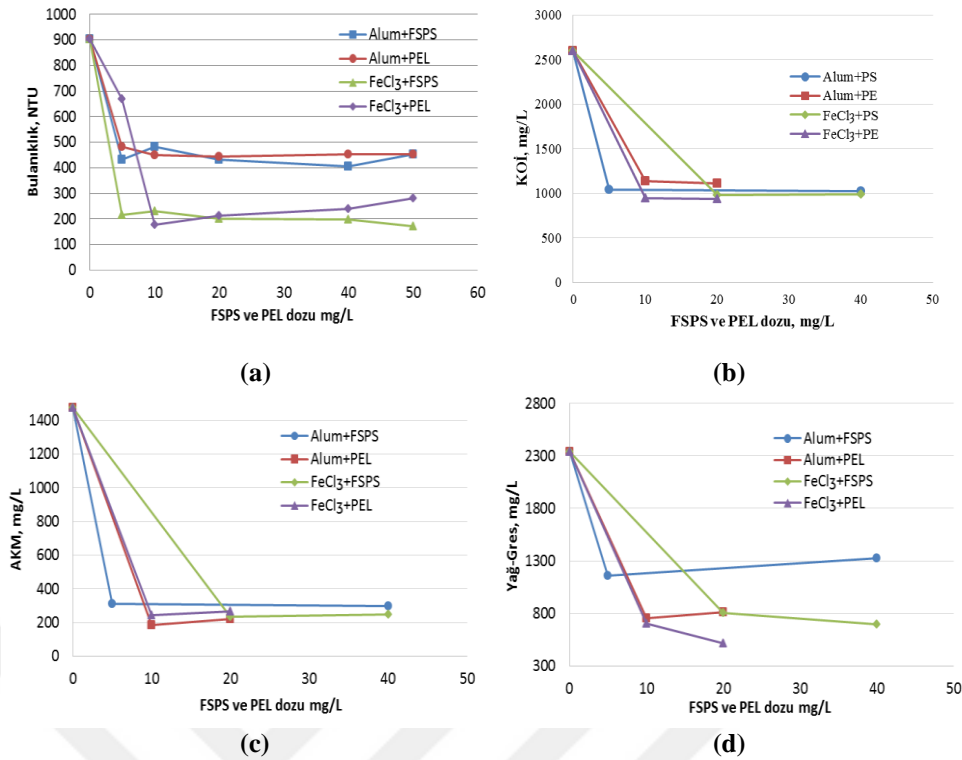 1000
900
800
700
600
500
400
300
200
100
0
Bulanıklık, NTU
Alum+FSPS
Alum+PEL
FeCl3+FSPS
FeCl3+PEL
0 10 20 30 40 50 60
FSPS ve PEL dozu mg/L
(a)
3000
2500
2000
1500
1000
500
0
KOİ, mg/L
Alum+PS
Alum+PE
FeCl3+PS
FeCl3+PE
0 10 20 30 40 50
FSPS ve PEL dozu, mg/L
(b)
1400
1200
1000
800
600
400
200
0
AKM, mg/L
Alum+FSPS
Alum+PEL
FeCl3+FSPS
FeCl3+PEL
0 10 20 30 40 50
FSPS ve PEL dozu mg/L
(c)
2800
2300
1800
1300
800
300
Yağ-Gres, mg/L
Alum+FSPS
Alum+PEL
FeCl3+FSPS
FeCl3+PEL
0 10 20 30 40 50
FSPS ve PEL dozu mg/L
(d)